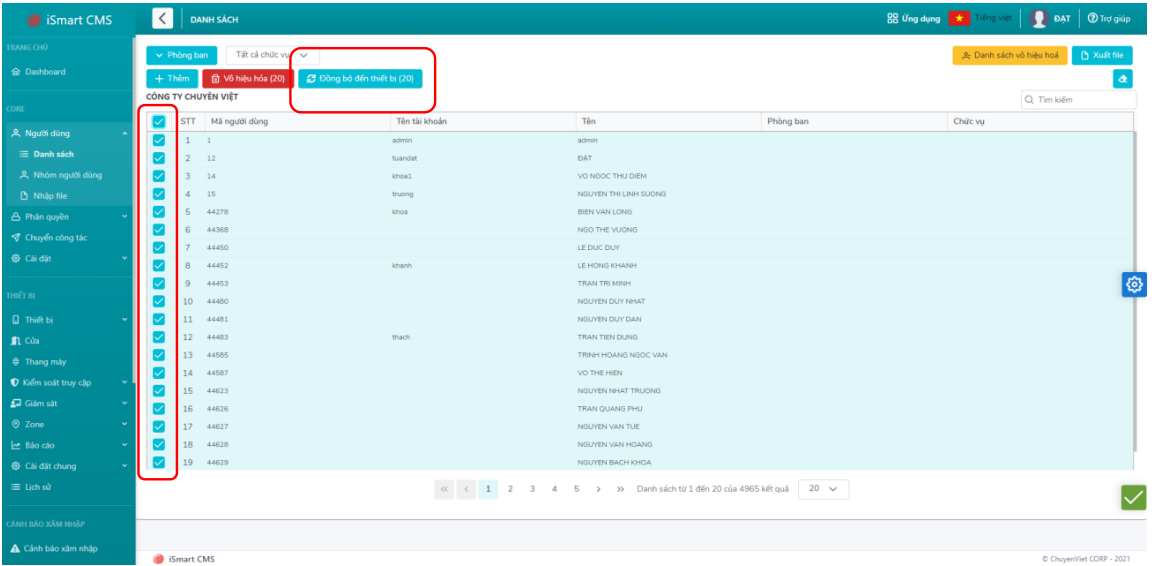 iSmart CMS
DANH SÁCH
Ứng dụng
Tiếng việt
ĐẠT
Trợ giúp
TRANG CHỦ
Dashboard
CORE
Người dùng
Danh sách
Nhóm người dùng
Nhập file
Phân quyền
Chuyển công tác
Cài đặt
THIẾT BỊ
Thiết bị
Cửa
Thang máy
Kiểm soát truy cập
Giám sát
Zone
Báo cáo
Cài đặt chung
Lịch sử
CẢNH BÁO XÂM NHẬP
Cảnh báo xâm nhập
Phòng ban
Tất cả chức vụ
Danh sách vô hiệu hoá
Xuất file
Thêm
Vô hiệu hóa (20)
Đồng bộ đến thiết bị (20)
CÔNG TY CHUYÊN VIỆT
Tìm kiếm
STT Mã người dùng Tên tài khoản Tên Phòng ban Chức vụ
1 1 admin admin
2 12 tuandat ĐẠT
3 14 khoa1 VO NGOC THU DIEM
4 15 truong NGUYEN THI LINH SUONG
5 44278 khoa BIEN VAN LONG
6 44368 NGO THE VUONG
7 44450 LE DUC DUY
8 44452 khanh LE HONG KHANH
9 44453 TRAN TRI MINH
10 44480 NGUYEN DUY NHAT
11 44481 NGUYEN DUY DAN
12 44483 thach TRAN TIEN DUNG
13 44585 TRINH HOANG NGOC VAN
14 44587 VO THE HIEN
15 44623 NGUYEN NHAT TRUONG
16 44626 TRAN QUANG PHU
17 44627 NGUYEN VAN TUE
18 44628 NGUYEN VAN HOANG
19 44629 NGUYEN BACH KHOA
<< < 1 2 3 4 5 > >> Danh sách từ 1 đến 20 của 4965 kết quả 20
iSmart CMS
© ChuyenViet CORP - 2021